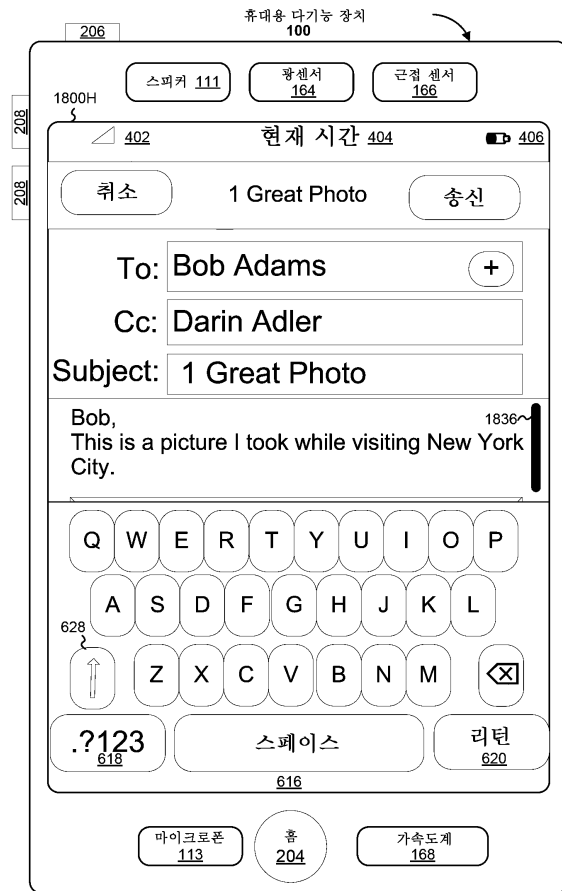 휴대용 다기능 장치
100
206
208
208
스피커 111
광센서
164
근접 센서
166
1800H
402
현재 시간 404
406
취소
1 Great Photo
송신
To: Bob Adams +
Cc: Darin Adler
Subject: 1 Great Photo
Bob,
1836
This is a picture I took while visiting New York
City.
Q W E R T Y U I O P
A S D F G H J K L
628
Z X C V B N M
.?123
618
스페이스
616
리턴
620
마이크로폰
113
홈
204
가속도계
168